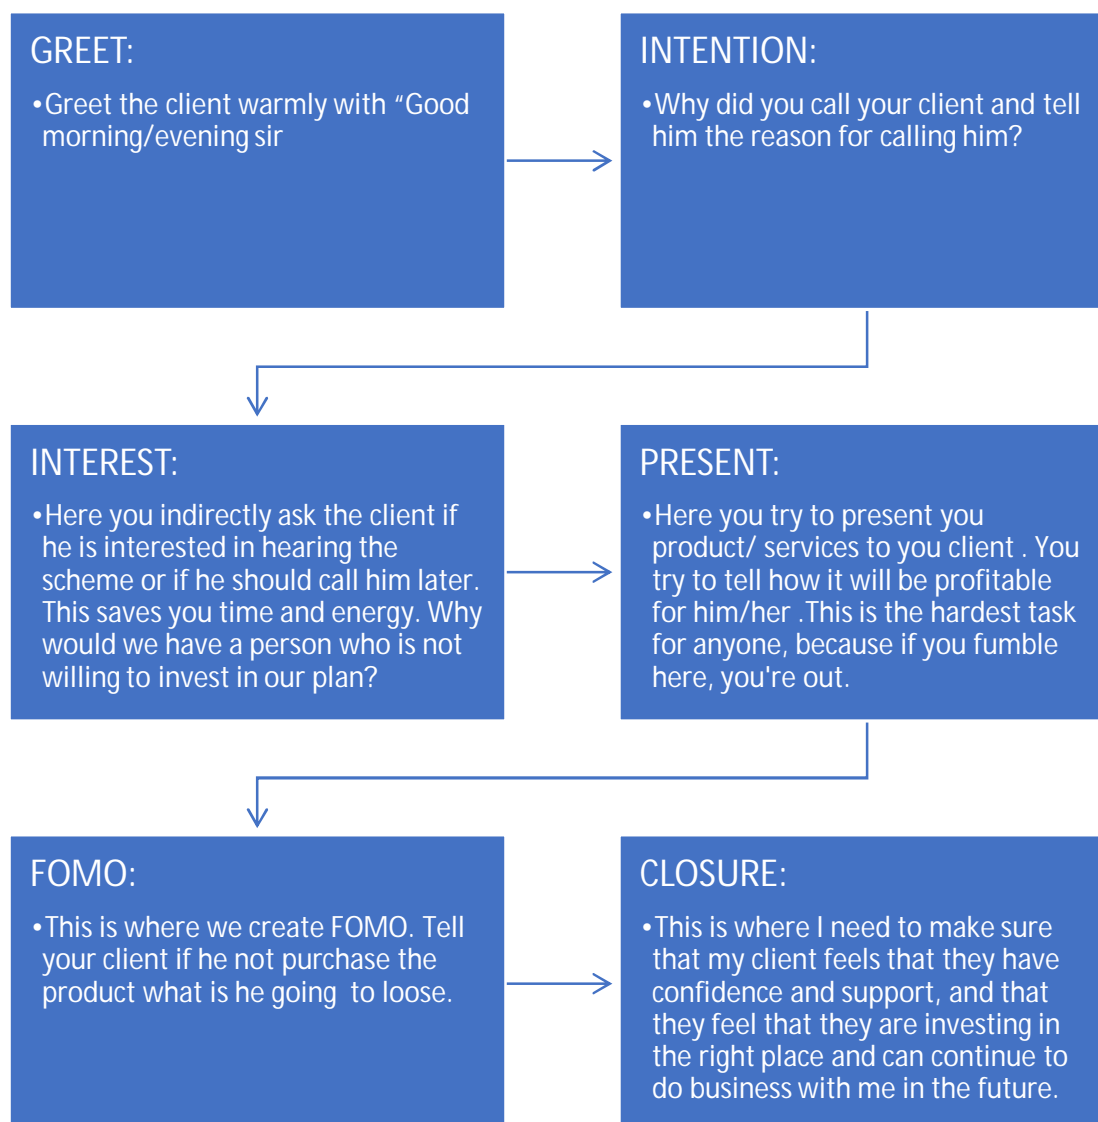 GREET:
•Greet the client warmly with “Good
morning/evening sir
INTENTION:
•Why did you call your client and tell
him the reason for calling him?
INTEREST:
•Here you indirectly ask the client if
he is interested in hearing the
scheme or if he should call him later.
This saves you time and energy. Why
would we have a person who is not
willing to invest in our plan?
PRESENT:
•Here you try to present you
product/ services to you client . You
try to tell how it will be profitable
for him/her .This is the hardest task
for anyone, because if you fumble
here, you're out.
FOMO:
•This is where we create FOMO. Tell
your client if he not purchase the
product what is he going  to loose.
CLOSURE:
•This is where I need to make sure
that my client feels that they have
confidence and support, and that
they feel that they are investing in
the right place and can continue to
do business with me in the future.